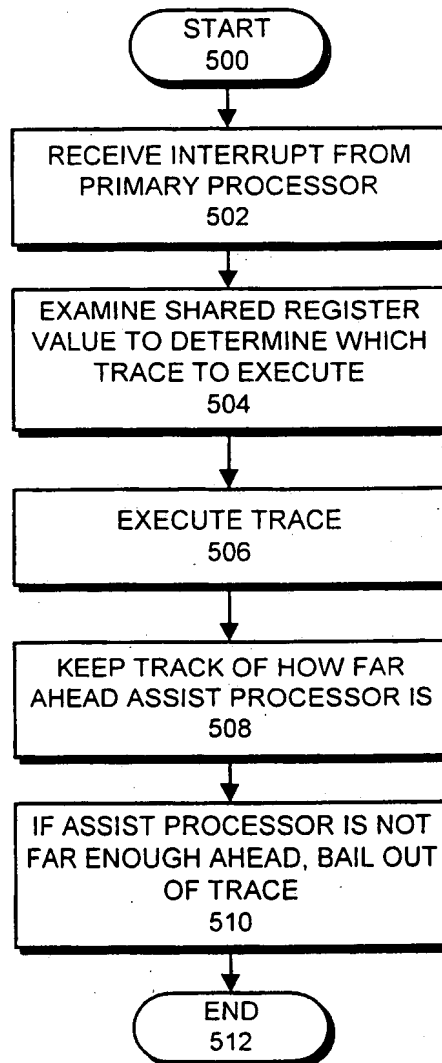 START
500
RECEIVE INTERRUPT FROM
PRIMARY PROCESSOR
502
EXAMINE SHARED REGISTER
VALUE TO DETERMINE WHICH
TRACE TO EXECUTE
504
EXECUTE TRACE
506
KEEP TRACK OF HOW FAR
AHEAD ASSIST PROCESSOR IS
508
IF ASSIST PROCESSOR IS NOT
FAR ENOUGH AHEAD, BAIL OUT
OF TRACE
510
END
512